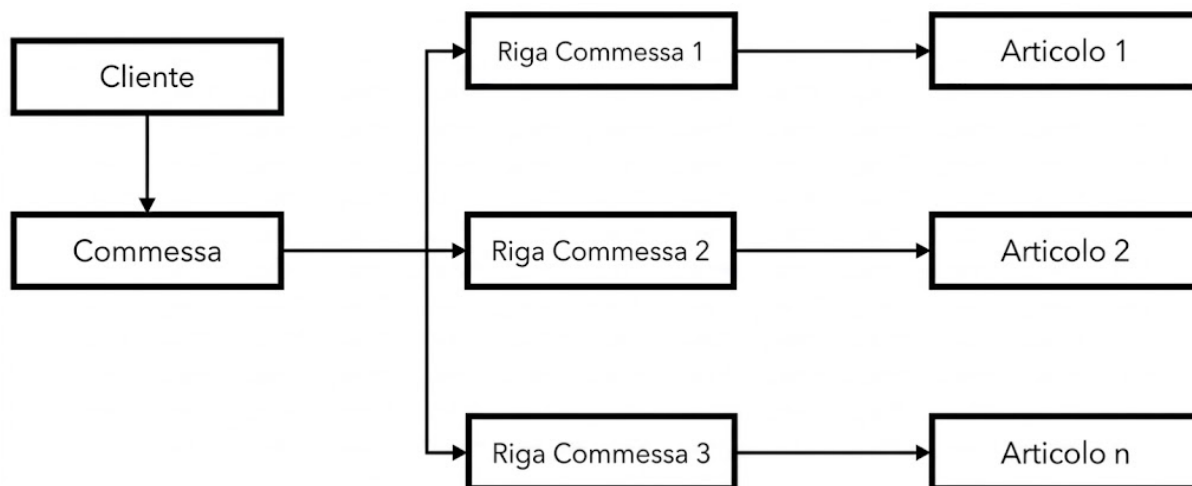 Cliente
Commessa
Riga Commessa 1
Articolo 1
Riga Commessa 2
Articolo 2
Riga Commessa 3
Articolo n